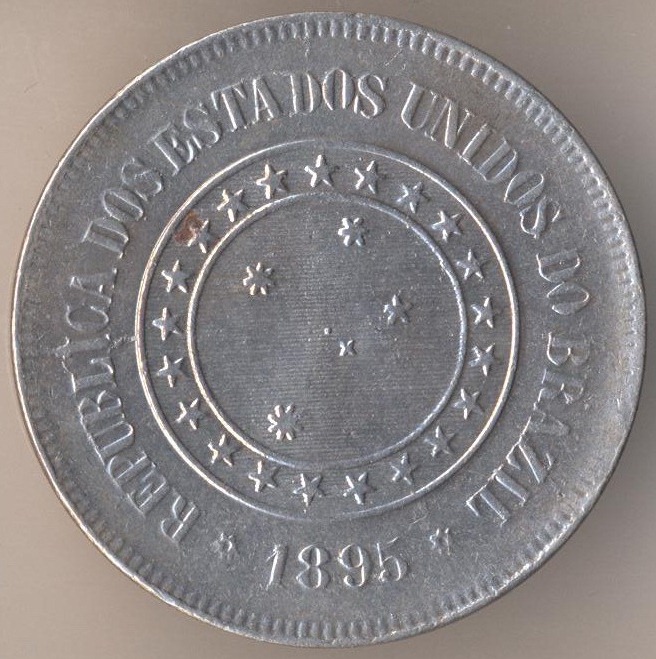 REPUBLICA DOS ESTADOS UNIDOS DO BRAZIL
1895